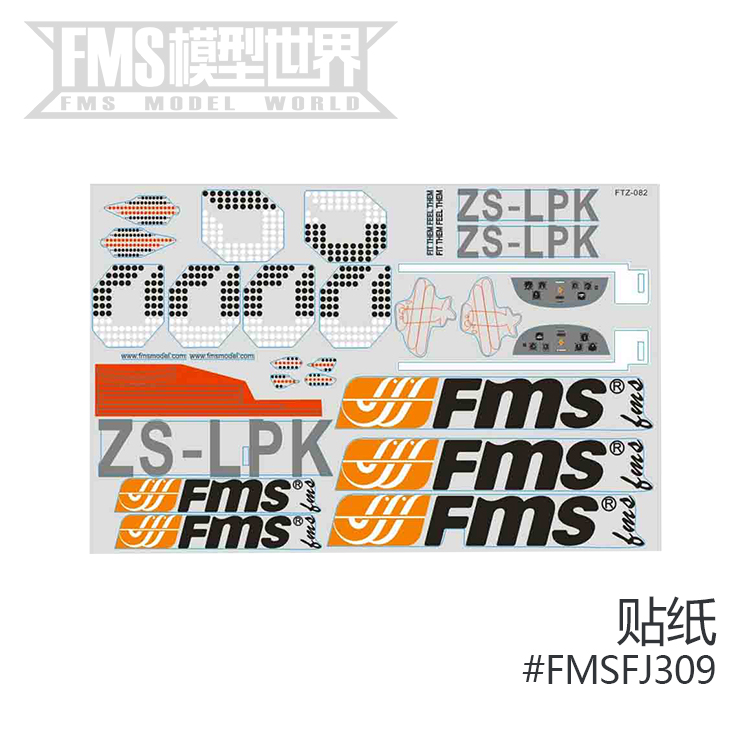 FMS模型世界
FMS MODEL WORLD
FTZ-082
FIT THEM FEEL THEM
FIT THEM FEEL THEM
ZS-LPK
ZS-LPK
www.fmsmodel.com
www.fmsmodel.com
Fms® fms
ZS-LPK
Fms® fms
Fms® fms
Fms® fms
Fms® fms
贴纸
#FMSFJ309